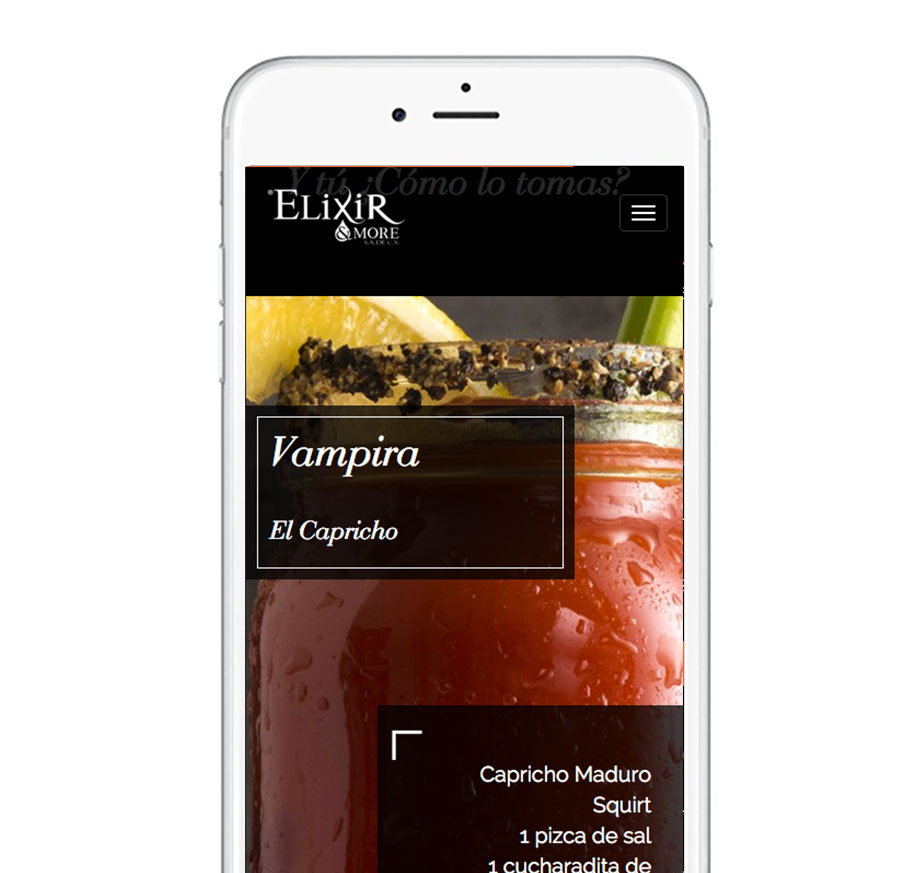 Y tú ¿Cómo lo tomas?
ELiXiR
& MORE
S.A. DE C.V.
Vampira
El Capricho
Capricho Maduro
Squirt
1 pizca de sal
1 cucharadita de